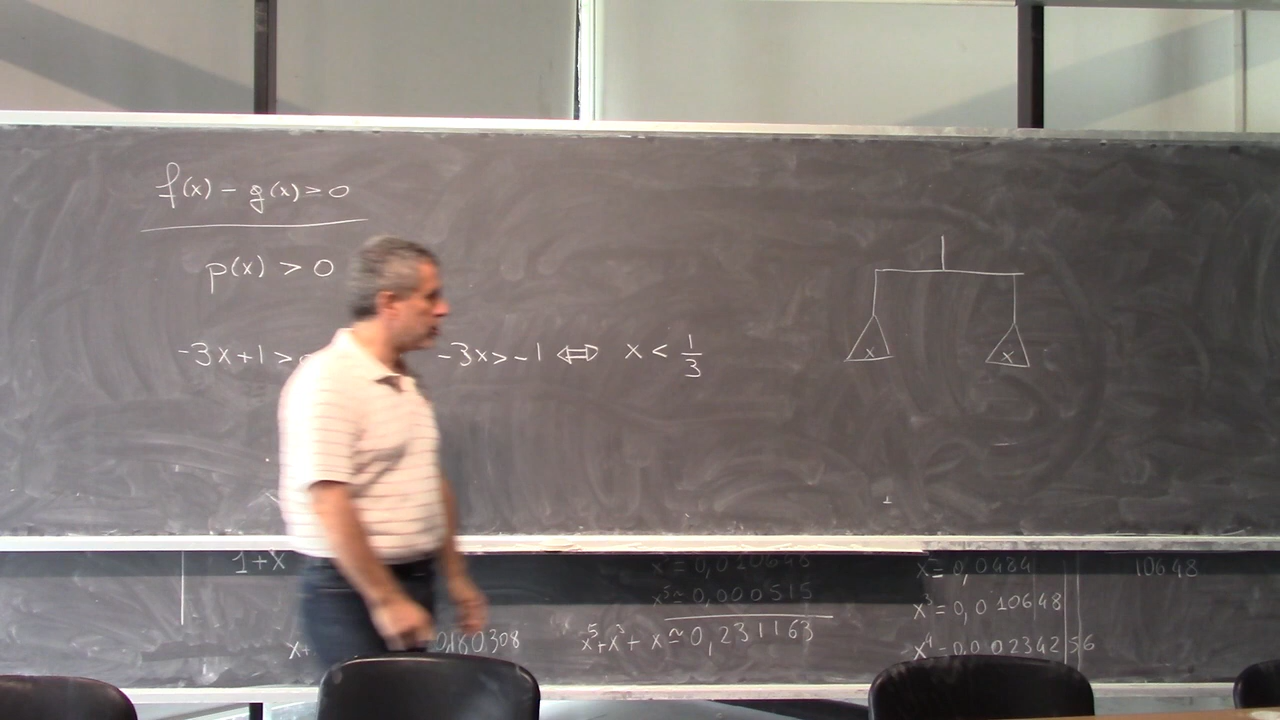 f(x) - g(x) > 0
p(x) > 0
-3x+1 > -3x > -1 ⟺ x < 1/3
x x
1+x
x⁵ ≈ 0,000515
x⁵+x³+x ≈ 0,231163
x² = 0,0484
x³ = 0,010648
x⁴ = 0,00234256
10648